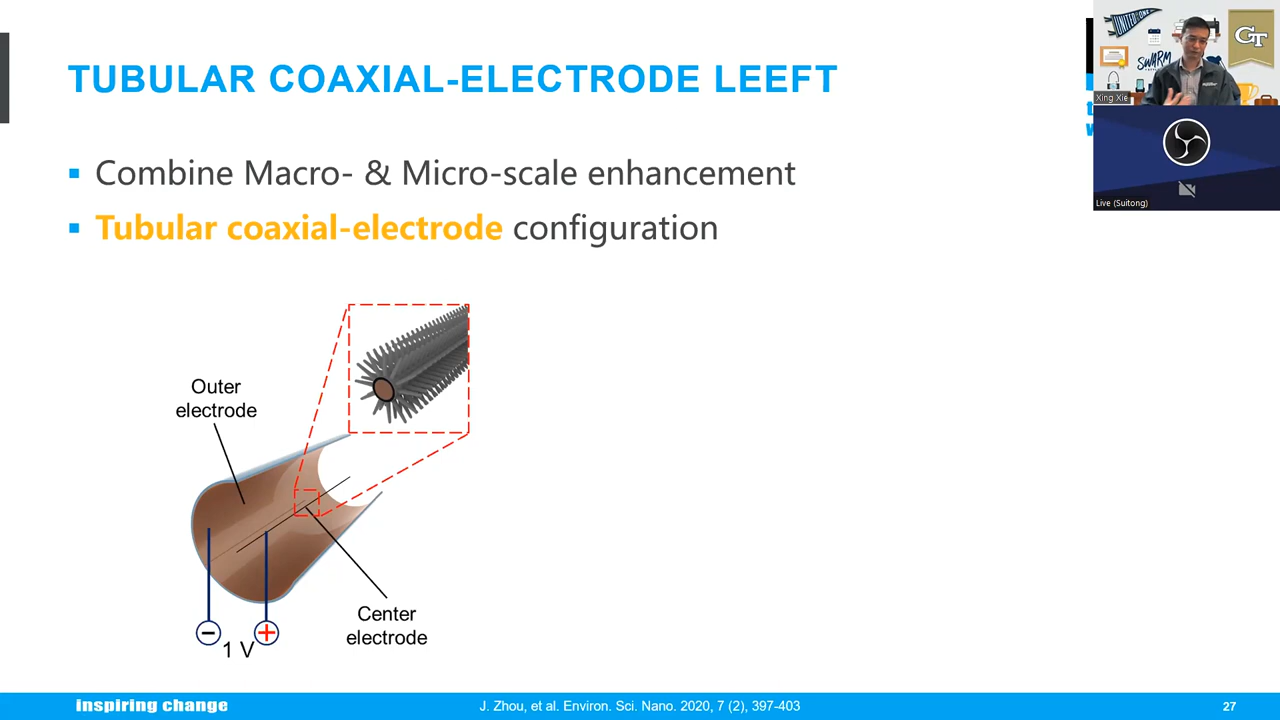 TUBULAR COAXIAL-ELECTRODE LEEFT
Combine Macro- & Micro-scale enhancement
Tubular coaxial-electrode configuration
Outer
electrode
Center
electrode
1 V
UNITED@ONE
SWARM
GT
Xing Xie
Live (Suitong)
inspiring change
J. Zhou, et al. Environ. Sci. Nano. 2020, 7 (2), 397-403
27